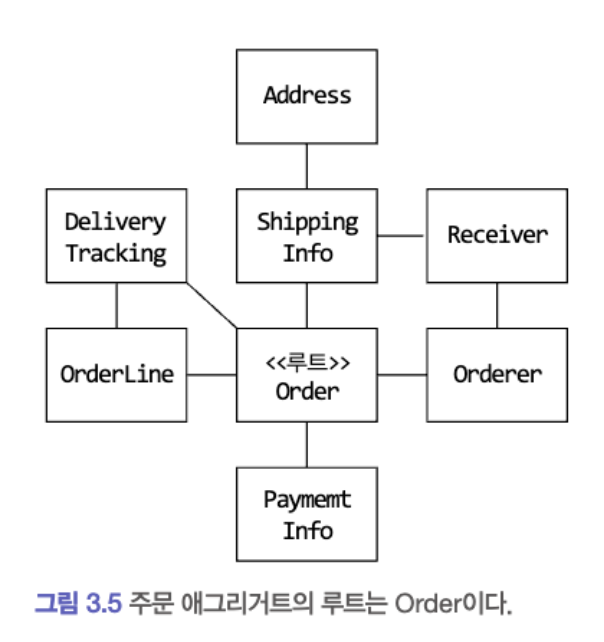 Address
Delivery
Tracking
Shipping
Info
Receiver
OrderLine
<<루트>>
Order
Orderer
Paymemt
Info
그림 3.5 주문 애그리거트의 루트는 Order이다.